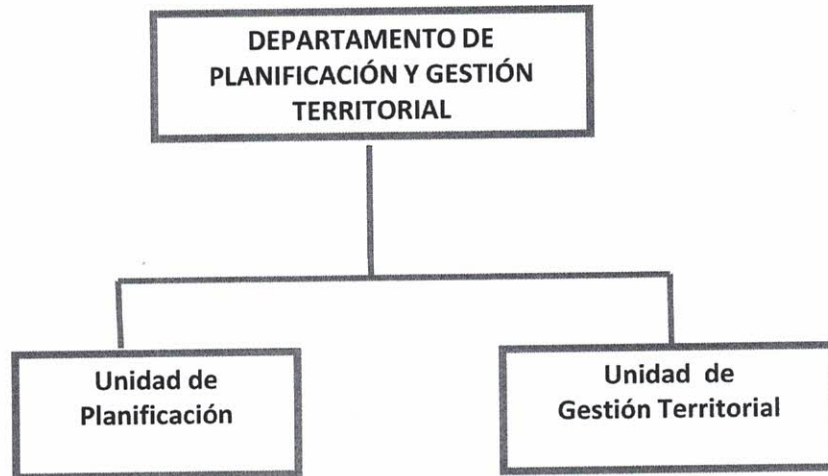 DEPARTAMENTO DE
PLANIFICACIÓN Y GESTIÓN
TERRITORIAL
Unidad de
Planificación
Unidad de
Gestión Territorial